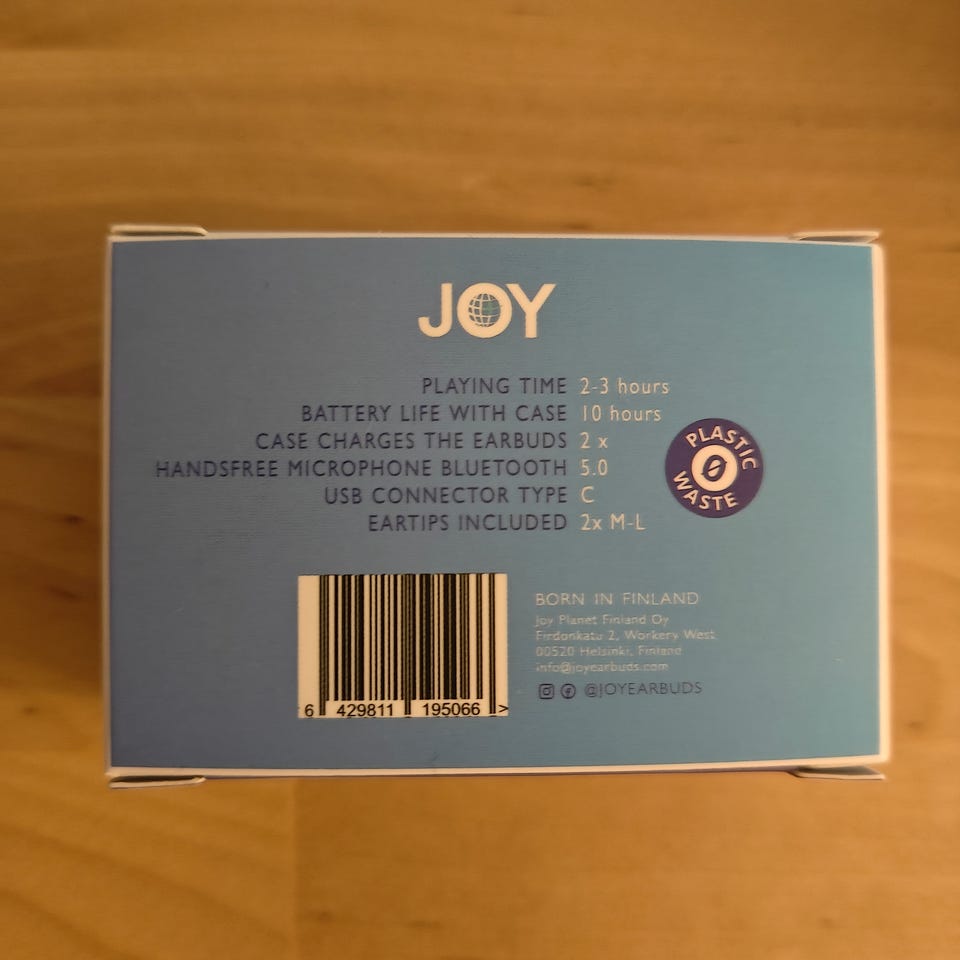 JOY
PLAYING TIME 2-3 hours
BATTERY LIFE WITH CASE 10 hours
CASE CHARGES THE EARBUDS 2 x
HANDSFREE MICROPHONE BLUETOOTH 5.0
USB CONNECTOR TYPE C
EARTIPS INCLUDED 2x M-L
PLASTIC
0
WASTE
BORN IN FINLAND
Joy Planet Finland Oy
Firdonkatu 2, Workery West
00520 Helsinki, Finland
info@joyearbuds.com
@JOYEARBUDS
6 429811 195066 >